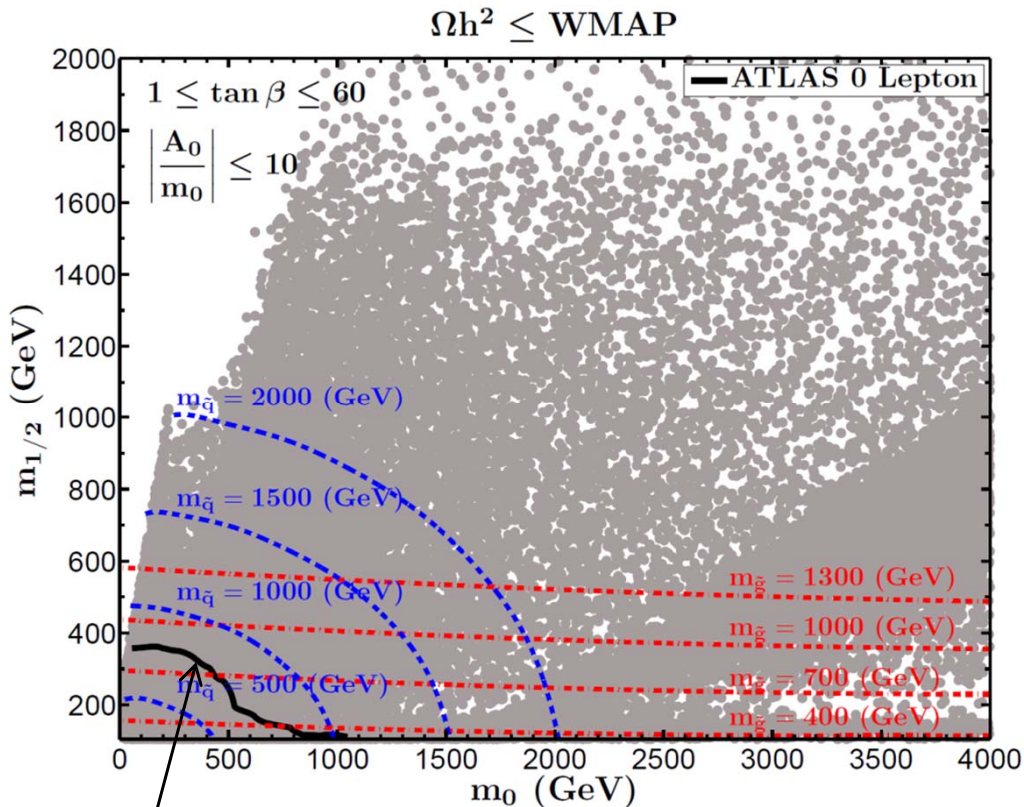 Ωh² ≤ WMAP
1 ≤ tan β ≤ 60
|A₀/m₀| ≤ 10
ATLAS 0 Lepton
m₁/₂ (GeV)
2000
1800
1600
1400
1200
1000
800
600
400
200
m_q̃ = 2000 (GeV)
m_q̃ = 1500 (GeV)
m_q̃ = 1000 (GeV)
m_q̃ = 500 (GeV)
m_g̃ = 1300 (GeV)
m_g̃ = 1000 (GeV)
m_g̃ = 700 (GeV)
m_g̃ = 400 (GeV)
0 500 1000 1500 2000 2500 3000 3500 4000
m₀ (GeV)